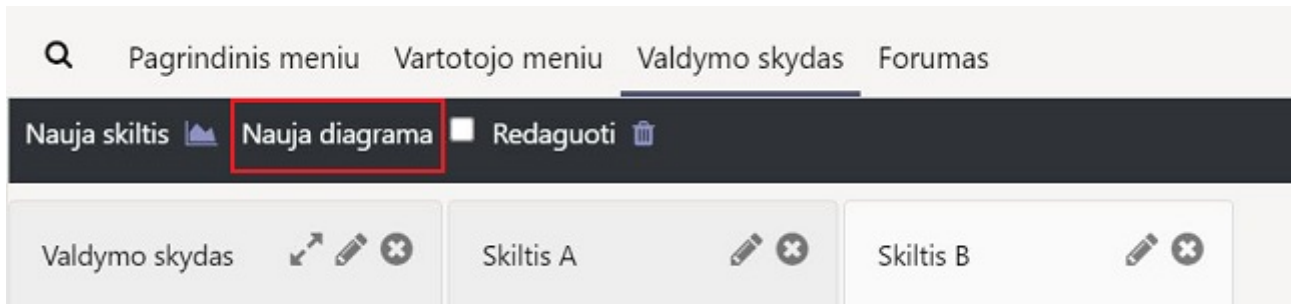 Pagrindinis meniu Vartotojo meniu Valdymo skydas Forumas
Nauja skiltis Nauja diagrama Redaguoti
Valdymo skydas Skiltis A Skiltis B